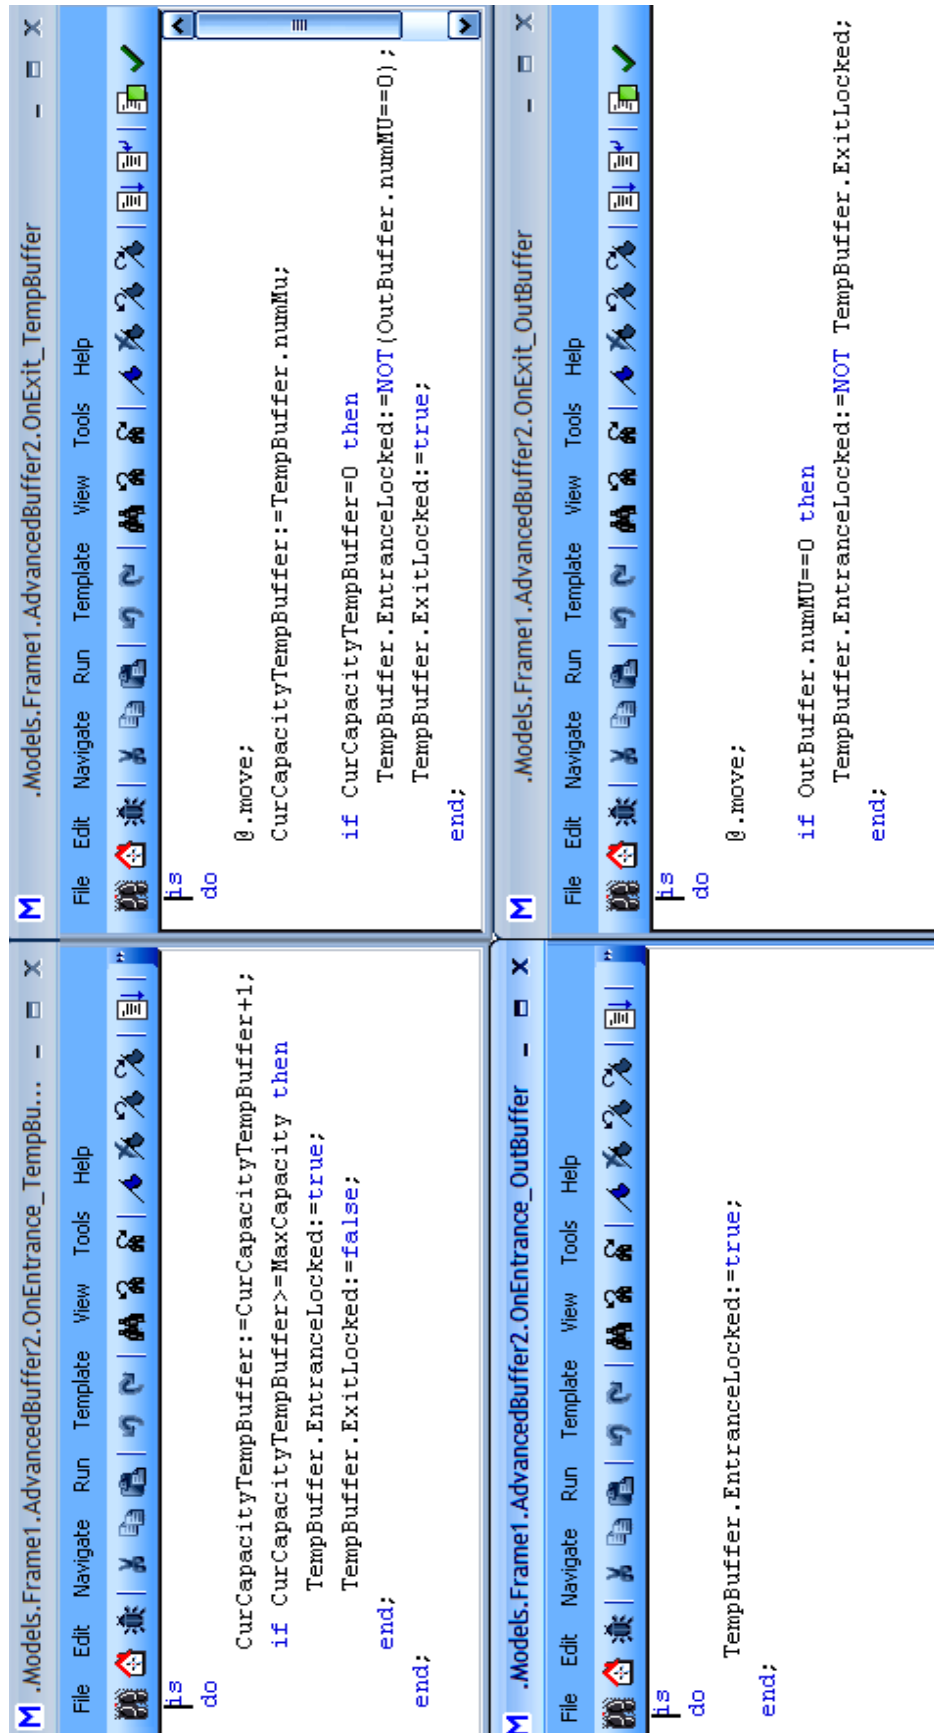 .Models.Frame1.AdvancedBuffer2.OnEntrance_TempBu...
File Edit Navigate Run Template View Tools Help
is
do
CurCapacityTempBuffer:=CurCapacityTempBuffer+1;
if CurCapacityTempBuffer>=MaxCapacity then
TempBuffer.EntranceLocked:=true;
TempBuffer.ExitLocked:=false;
end;
end;
.Models.Frame1.AdvancedBuffer2.OnExit_TempBuffer
File Edit Navigate Run Template View Tools Help
is
do
@.move;
CurCapacityTempBuffer:=TempBuffer.numMu;
if CurCapacityTempBuffer=0 then
TempBuffer.EntranceLocked:=NOT(OutBuffer.numMU==0);
TempBuffer.ExitLocked:=true;
end;
.Models.Frame1.AdvancedBuffer2.OnEntrance_OutBuffer
File Edit Navigate Run Template View Tools Help
is
do
TempBuffer.EntranceLocked:=true;
end;
.Models.Frame1.AdvancedBuffer2.OnExit_OutBuffer
File Edit Navigate Run Template View Tools Help
is
do
@.move;
if OutBuffer.numMU==0 then
TempBuffer.EntranceLocked:=NOT TempBuffer.ExitLocked;
end;